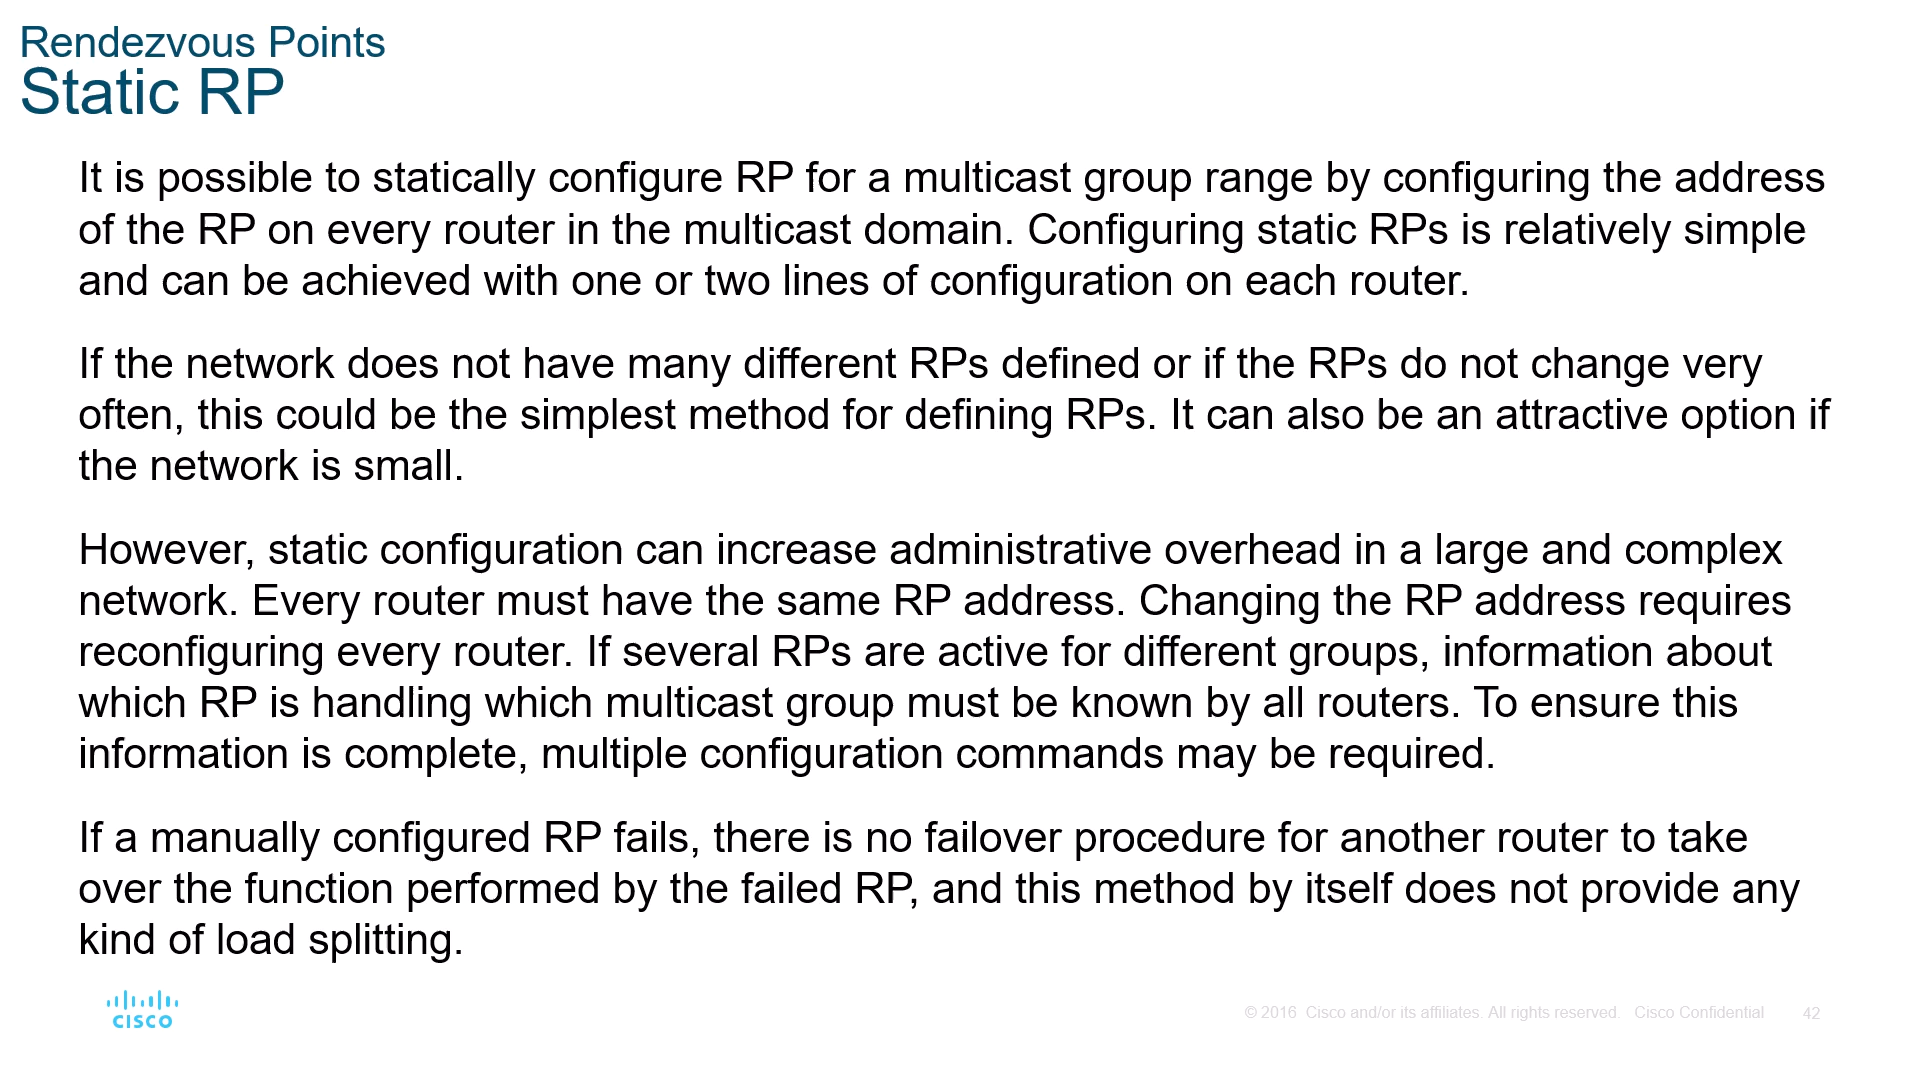 Rendezvous Points
Static RP
It is possible to statically configure RP for a multicast group range by configuring the address
of the RP on every router in the multicast domain. Configuring static RPs is relatively simple
and can be achieved with one or two lines of configuration on each router.
If the network does not have many different RPs defined or if the RPs do not change very
often, this could be the simplest method for defining RPs. It can also be an attractive option if
the network is small.
However, static configuration can increase administrative overhead in a large and complex
network. Every router must have the same RP address. Changing the RP address requires
reconfiguring every router. If several RPs are active for different groups, information about
which RP is handling which multicast group must be known by all routers. To ensure this
information is complete, multiple configuration commands may be required.
If a manually configured RP fails, there is no failover procedure for another router to take
over the function performed by the failed RP, and this method by itself does not provide any
kind of load splitting.
CISCO
© 2016 Cisco and/or its affiliates. All rights reserved. Cisco Confidential 42